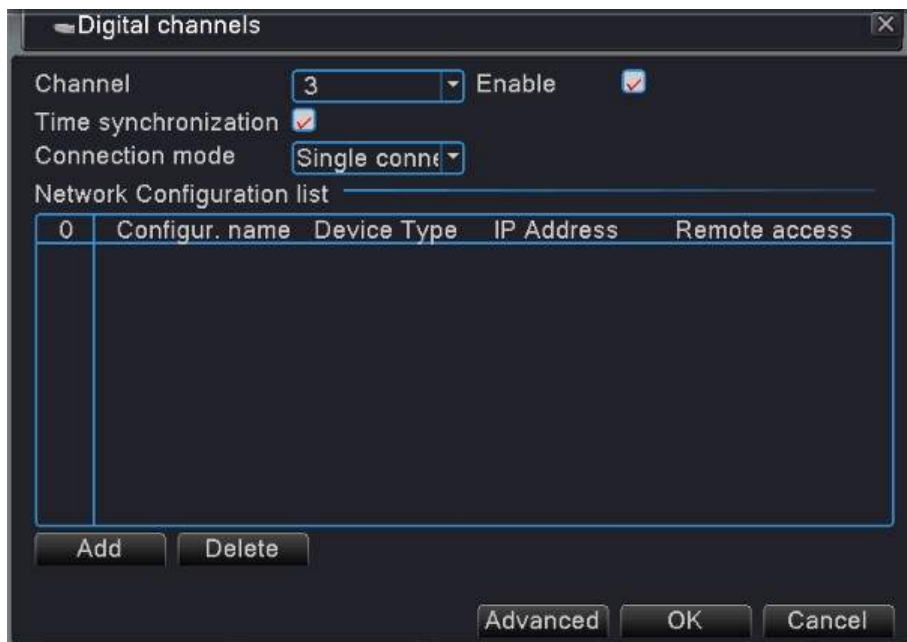 Digital channels
Channel 3 Enable
Time synchronization
Connection mode Single conne
Network Configuration list
0 Configur. name Device Type IP Address Remote access
Add Delete
Advanced OK Cancel